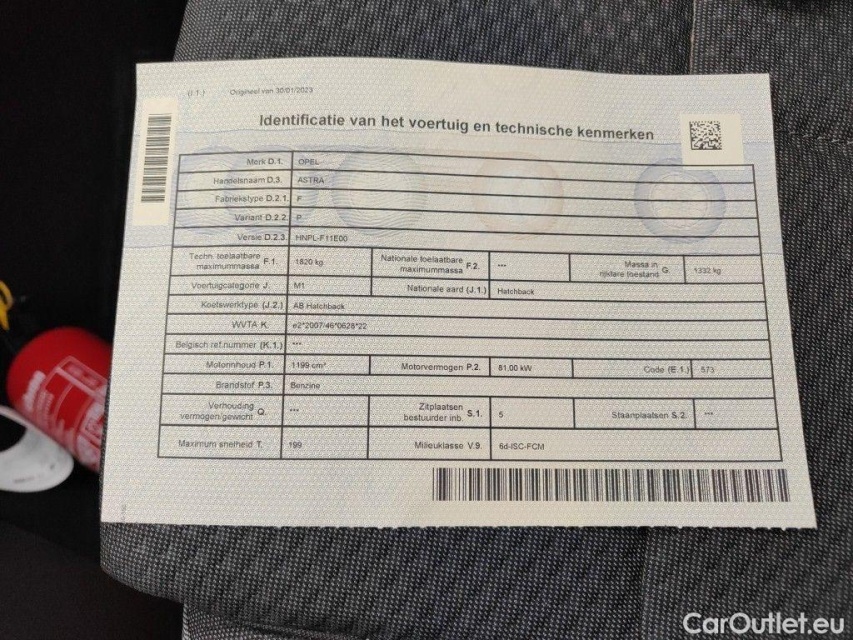 (I.1.) Origineel van 30/01/2023
Identificatie van het voertuig en technische kenmerken
Merk D.1. OPEL
Handelsnaam D.3. ASTRA
Fabriekstype D.2.1. F
Variant D.2.2. P
Versie D.2.3. HNPL-F11E00
Techn. toelaatbare maximummassa F.1. 1820 kg Nationale toelaatbare maximummassa F.2. --- Massa in rijklare toestand G. 1332 kg
Voertuigcategorie J. M1 Nationale aard (J.1.) Hatchback
Koetswerktype (J.2.) AB Hatchback
WVTA K. e2*2007/46*0628*22
Belgisch ref.nummer (K.1.) ---
Motorinhoud P.1. 1199 cm³ Motorvermogen P.2. 81,00 kW Code (E.1.) 573
Brandstof P.3. Benzine
Verhouding vermogen/gewicht Q. --- Zitplaatsen bestuurder inb. S.1. 5 Staanplaatsen S.2. ---
Maximum snelheid T. 199 Milieuklasse V.9. 6d-ISC-FCM
CarOutlet.eu